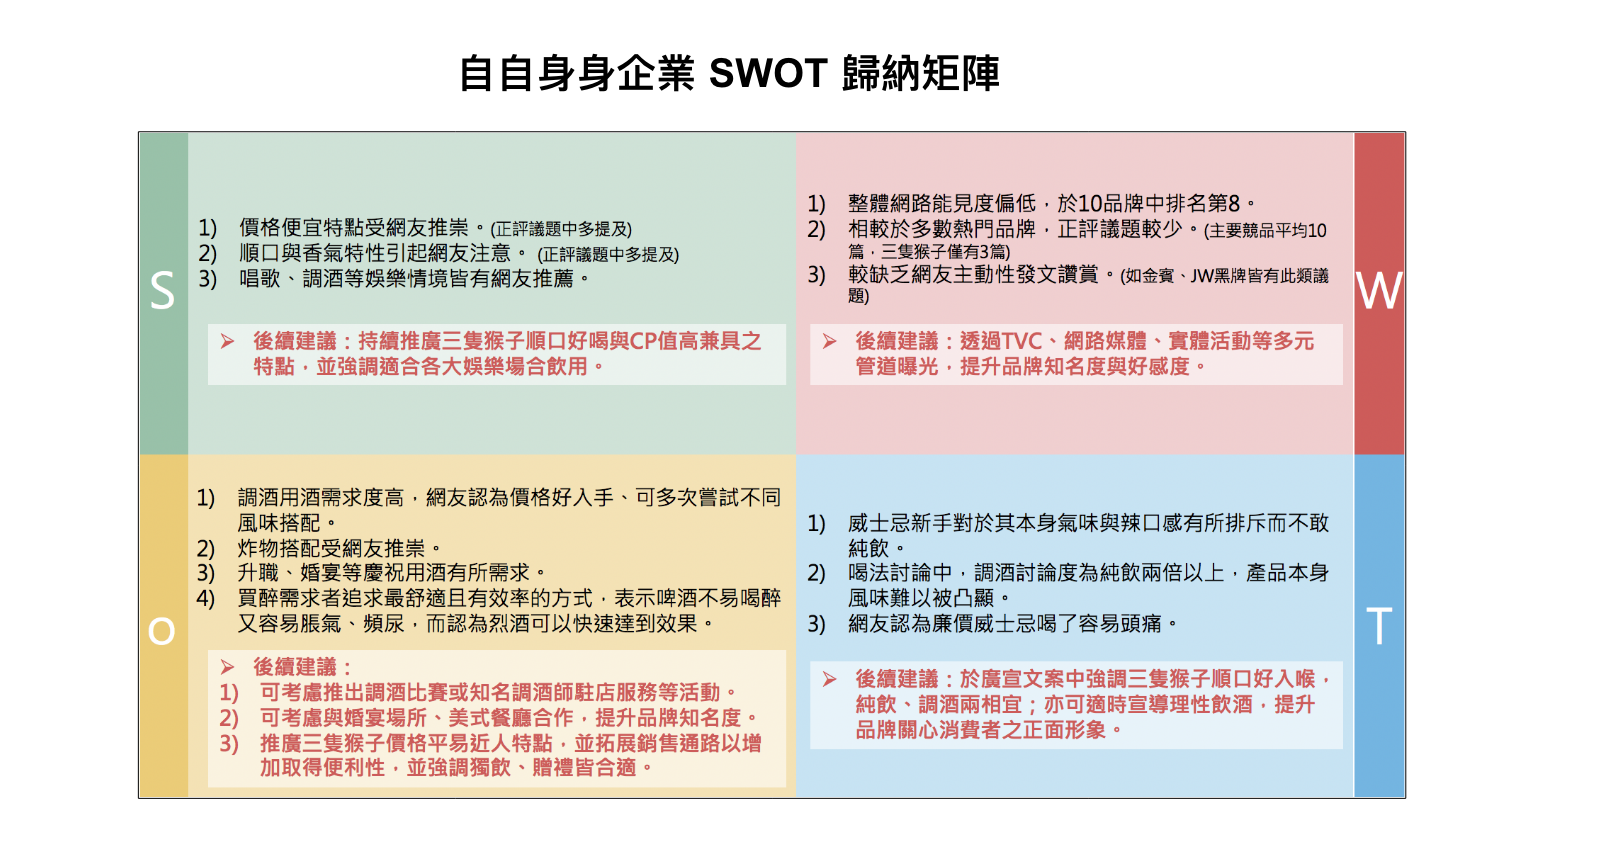 自自身身企業 SWOT 歸納矩陣
S
1) 價格便宜特點受網友推崇。(正評議題中多提及)
2) 順口與香氣特性引起網友注意。(正評議題中多提及)
3) 唱歌、調酒等娛樂情境皆有網友推薦。
➢ 後續建議：持續推廣三隻猴子順口好喝與CP值高兼具之
特點，並強調適合各大娛樂場合飲用。
W
1) 整體網路能見度偏低，於10品牌中排名第8。
2) 相較於多數熱門品牌，正評議題較少。(主要競品平均10
篇，三隻猴子僅有3篇)
3) 較缺乏網友主動性發文讚賞。(如金賓、JW黑牌皆有此類議
題)
➢ 後續建議：透過TVC、網路媒體、實體活動等多元
管道曝光，提升品牌知名度與好感度。
O
1) 調酒用酒需求度高，網友認為價格好入手、可多次嘗試不同
風味搭配。
2) 炸物搭配受網友推崇。
3) 升職、婚宴等慶祝用酒有所需求。
4) 買醉需求者追求最舒適且有效率的方式，表示啤酒不易喝醉
又容易脹氣、頻尿，而認為烈酒可以快速達到效果。
➢ 後續建議：
1) 可考慮推出調酒比賽或知名調酒師駐店服務等活動。
2) 可考慮與婚宴場所、美式餐廳合作，提升品牌知名度。
3) 推廣三隻猴子價格平易近人特點，並拓展銷售通路以增
加取得便利性，並強調獨飲、贈禮皆合適。
T
1) 威士忌新手對於其本身氣味與辣口感有所排斥而不敢
純飲。
2) 喝法討論中，調酒討論度為純飲兩倍以上，產品本身
風味難以被凸顯。
3) 網友認為廉價威士忌喝了容易頭痛。
➢ 後續建議：於廣宣文案中強調三隻猴子順口好入喉，
純飲、調酒兩相宜；亦可適時宣導理性飲酒，提升
品牌關心消費者之正面形象。